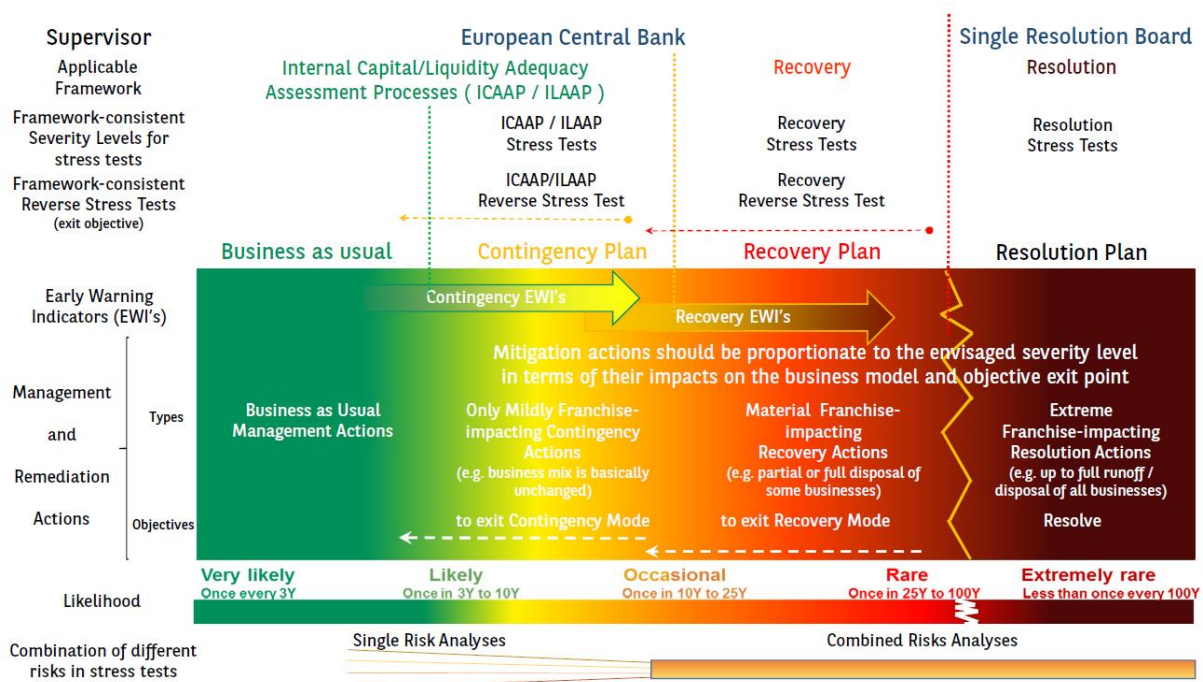 Supervisor
European Central Bank
Single Resolution Board
Applicable
Framework
Internal Capital/Liquidity Adequacy
Assessment Processes ( ICAAP / ILAAP )
Recovery
Resolution
Framework-consistent
Severity Levels for
stress tests
ICAAP / ILAAP
Stress Tests
Recovery
Stress Tests
Resolution
Stress Tests
Framework-consistent
Reverse Stress Tests
(exit objective)
ICAAP/ILAAP
Reverse Stress Test
Recovery
Reverse Stress Test
Business as usual
Contingency Plan
Recovery Plan
Resolution Plan
Early Warning
Indicators (EWI's)
Contingency EWI's
Recovery EWI's
Mitigation actions should be proportionate to the envisaged severity level
in terms of their impacts on the business model and objective exit point
Management
and
Remediation
Actions
Types
Business as Usual
Management Actions
Only Mildly Franchise-
impacting Contingency
Actions
(e.g. business mix is basically
unchanged)
Material Franchise-
impacting
Recovery Actions
(e.g. partial or full disposal of
some businesses)
Extreme
Franchise-impacting
Resolution Actions
(e.g. up to full runoff /
disposal of all businesses)
Objectives
to exit Contingency Mode
to exit Recovery Mode
Resolve
Likelihood
Very likely
Once every 3Y
Likely
Once in 3Y to 10Y
Occasional
Once in 10Y to 25Y
Rare
Once in 25Y to 100Y
Extremely rare
Less than once every 100Y
Combination of different
risks in stress tests
Single Risk Analyses
Combined Risks Analyses